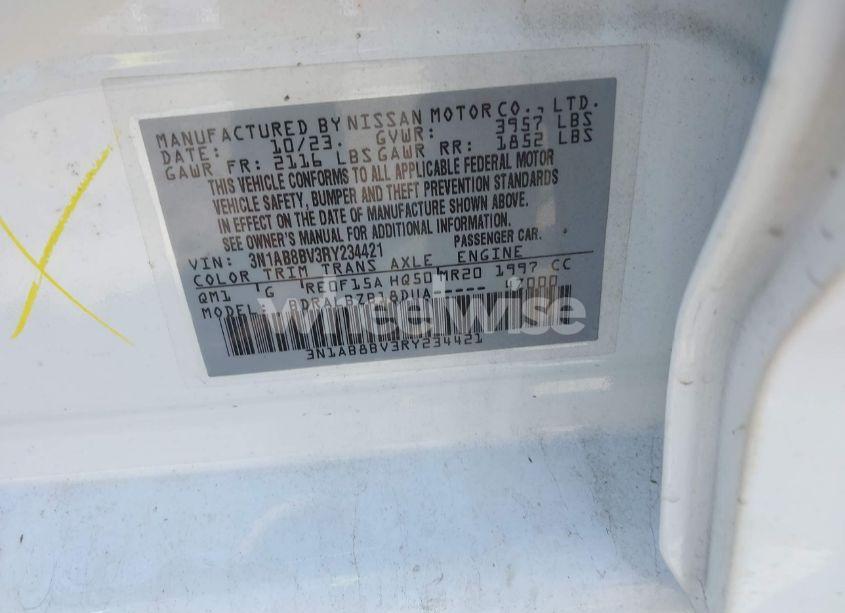 MANUFACTURED BY NISSAN MOTOR CO., LTD.
DATE: 10/23. GVWR: 3957 LBS
GAWR FR: 2116 LBS GAWR RR: 1852 LBS
THIS VEHICLE CONFORMS TO ALL APPLICABLE FEDERAL MOTOR
VEHICLE SAFETY, BUMPER AND THEFT PREVENTION STANDARDS
IN EFFECT ON THE DATE OF MANUFACTURE SHOWN ABOVE.
SEE OWNER'S MANUAL FOR ADDITIONAL INFORMATION.
VIN: 3N1AB8BV3RY234421 PASSENGER CAR.
COLOR TRIM TRANS AXLE ENGINE
QM1 G RE0F15A HQ50 MR20 1997 CC
MODEL:
wheelwise
3N1AB8BV3RY234421